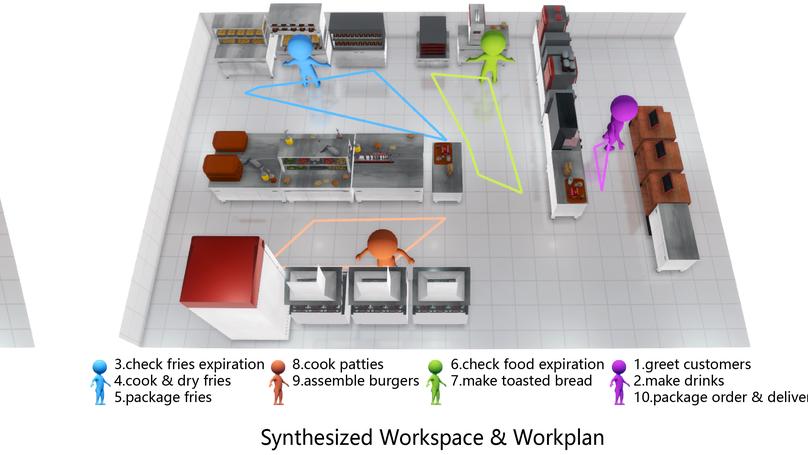 3.check fries expiration
4.cook & dry fries
5.package fries
8.cook patties
9.assemble burgers
6.check food expiration
7.make toasted bread
1.greet customers
2.make drinks
10.package order & deliver
Synthesized Workspace & Workplan